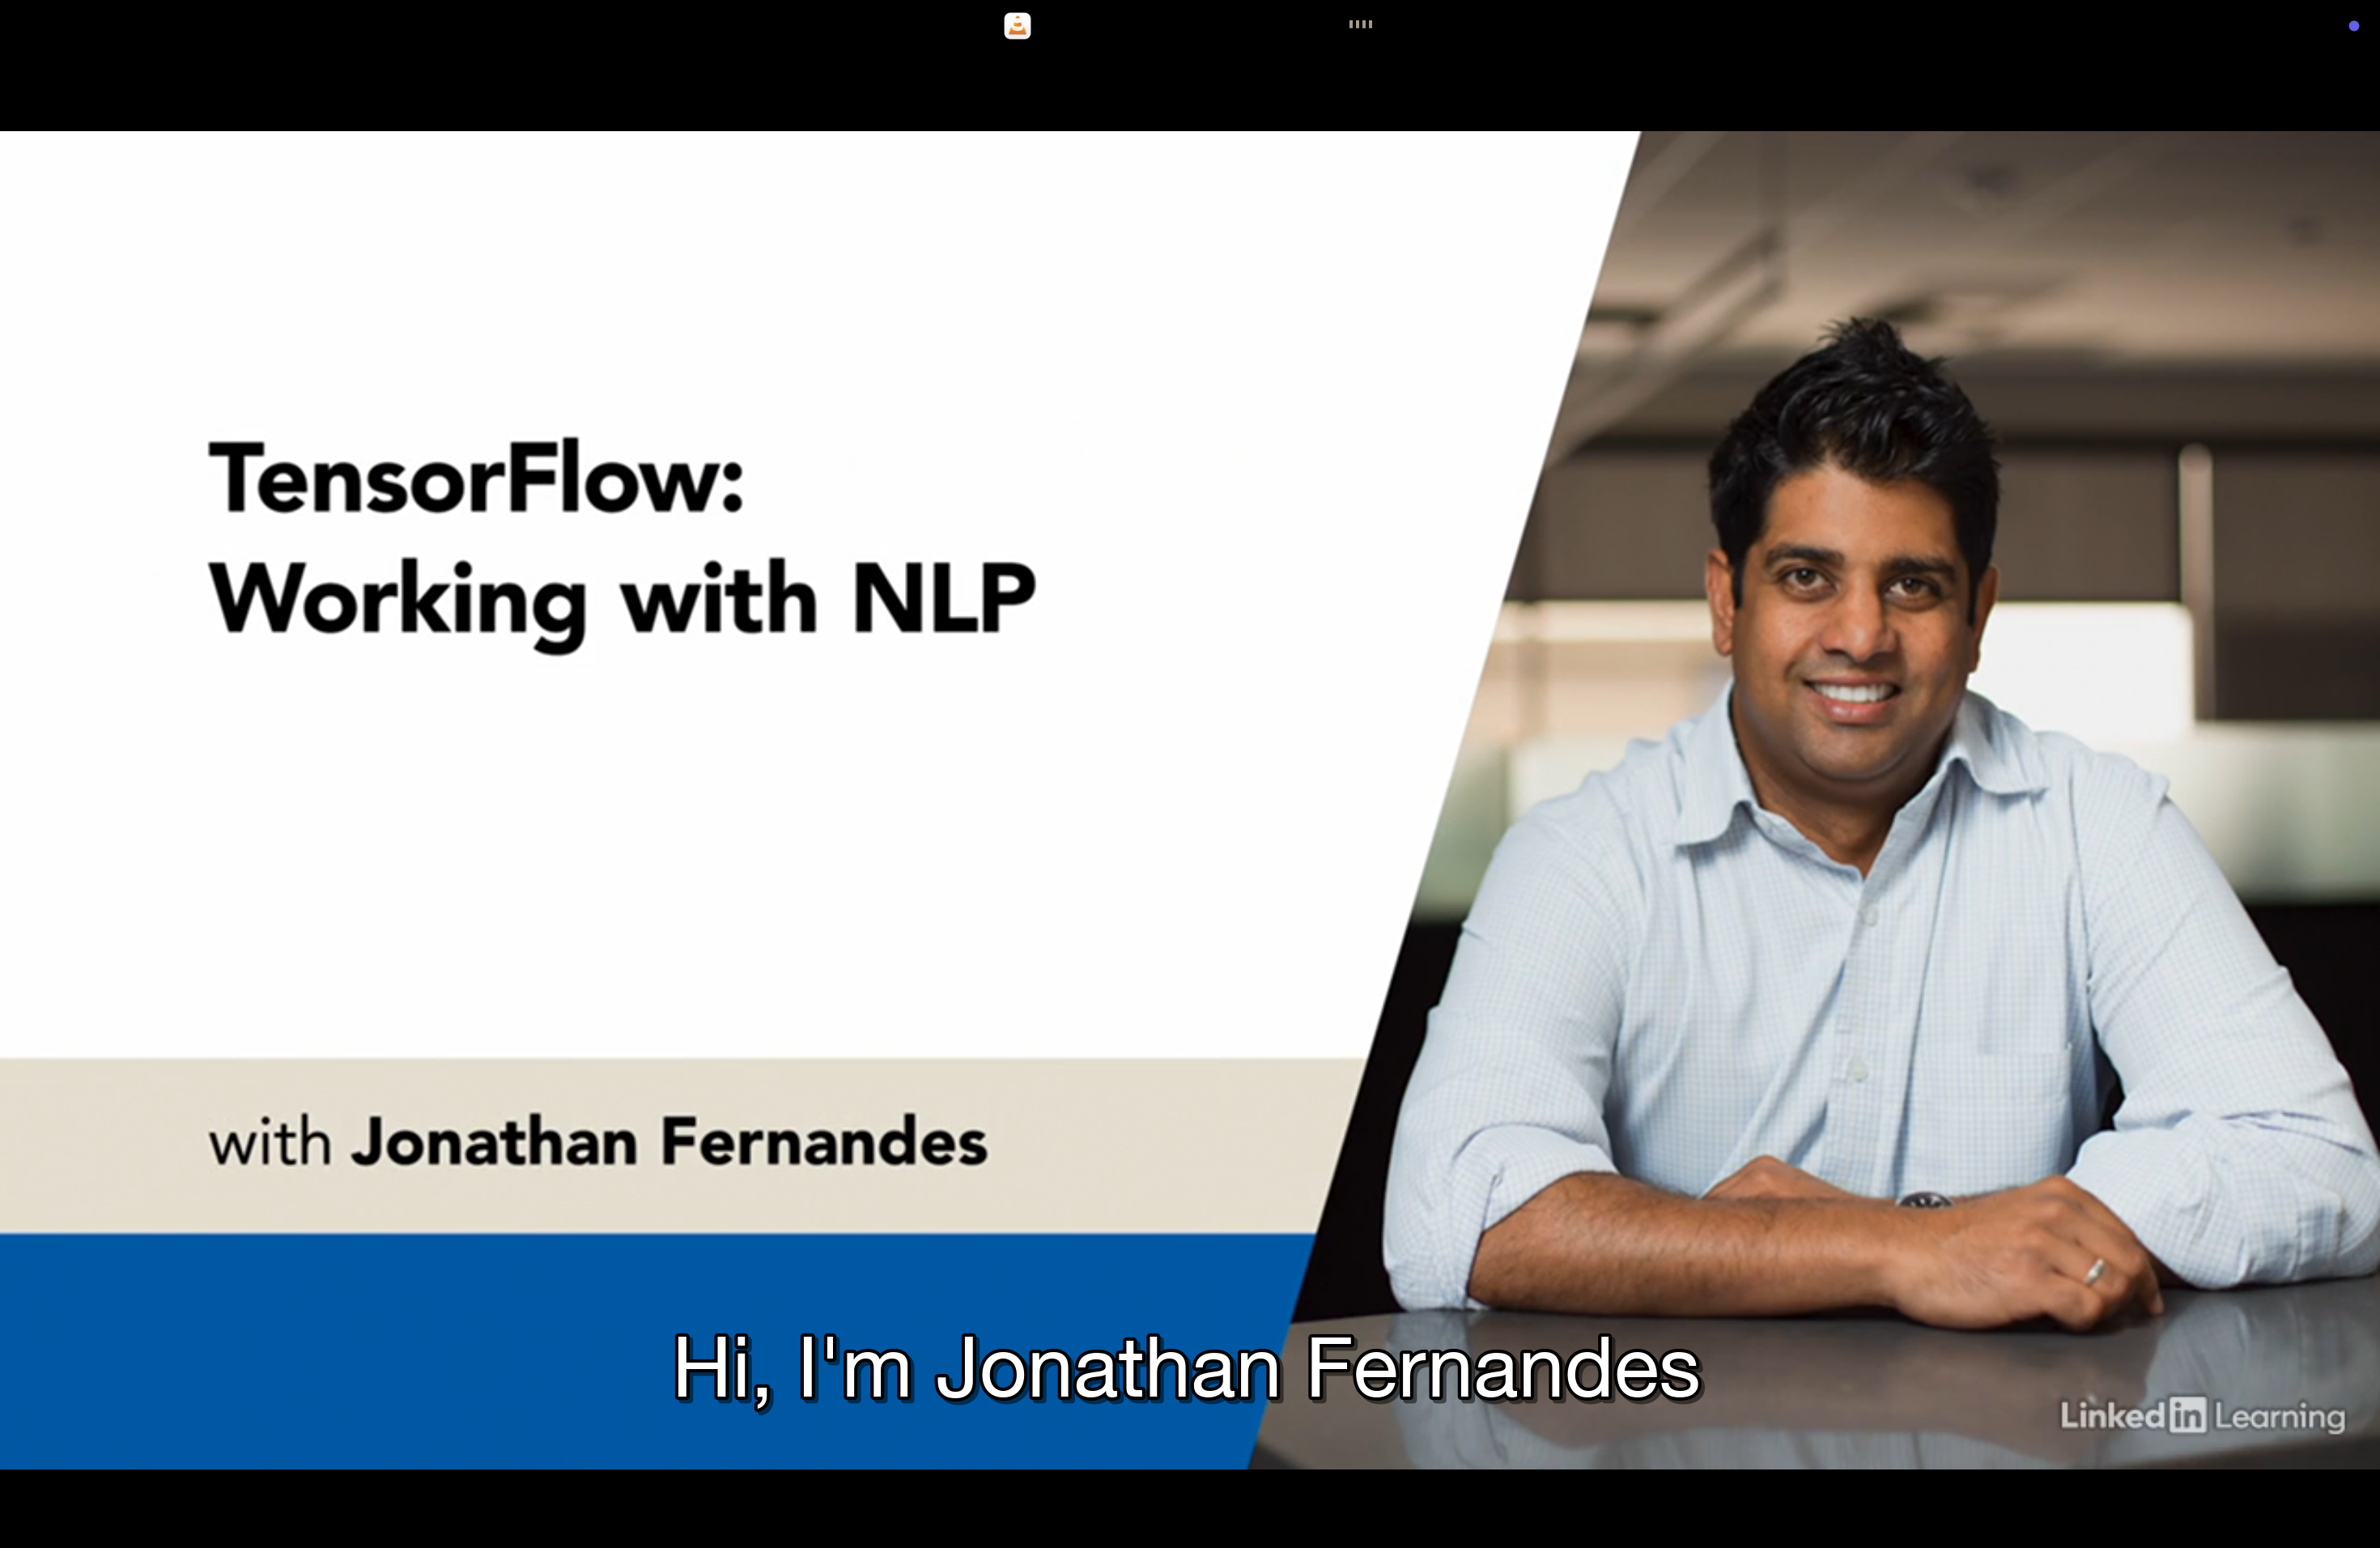 TensorFlow:
Working with NLP
with Jonathan Fernandes
Hi, I'm Jonathan Fernandes
Linked in Learning